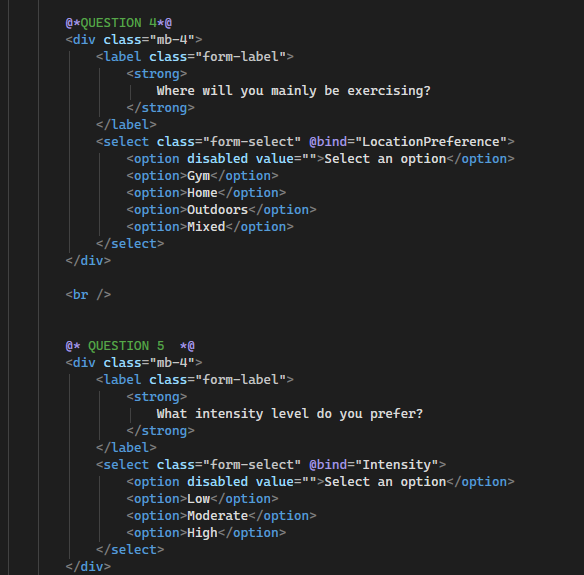 @*QUESTION 4*@
<div class="mb-4">
<label class="form-label">
<strong>
Where will you mainly be exercising?
</strong>
</label>
<select class="form-select" @bind="LocationPreference">
<option disabled value="">Select an option</option>
<option>Gym</option>
<option>Home</option>
<option>Outdoors</option>
<option>Mixed</option>
</select>
</div>
<br />
@* QUESTION 5  *@
<div class="mb-4">
<label class="form-label">
<strong>
What intensity level do you prefer?
</strong>
</label>
<select class="form-select" @bind="Intensity">
<option disabled value="">Select an option</option>
<option>Low</option>
<option>Moderate</option>
<option>High</option>
</select>
</div>